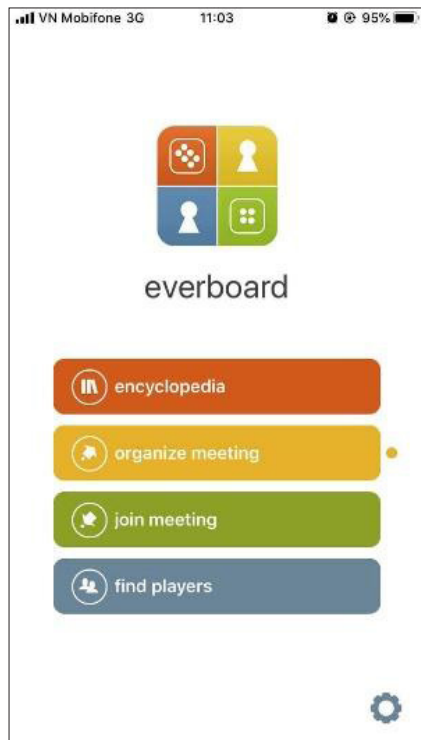 VN Mobifone 3G 11:03 95%
everboard
encyclopedia
organize meeting
join meeting
find players